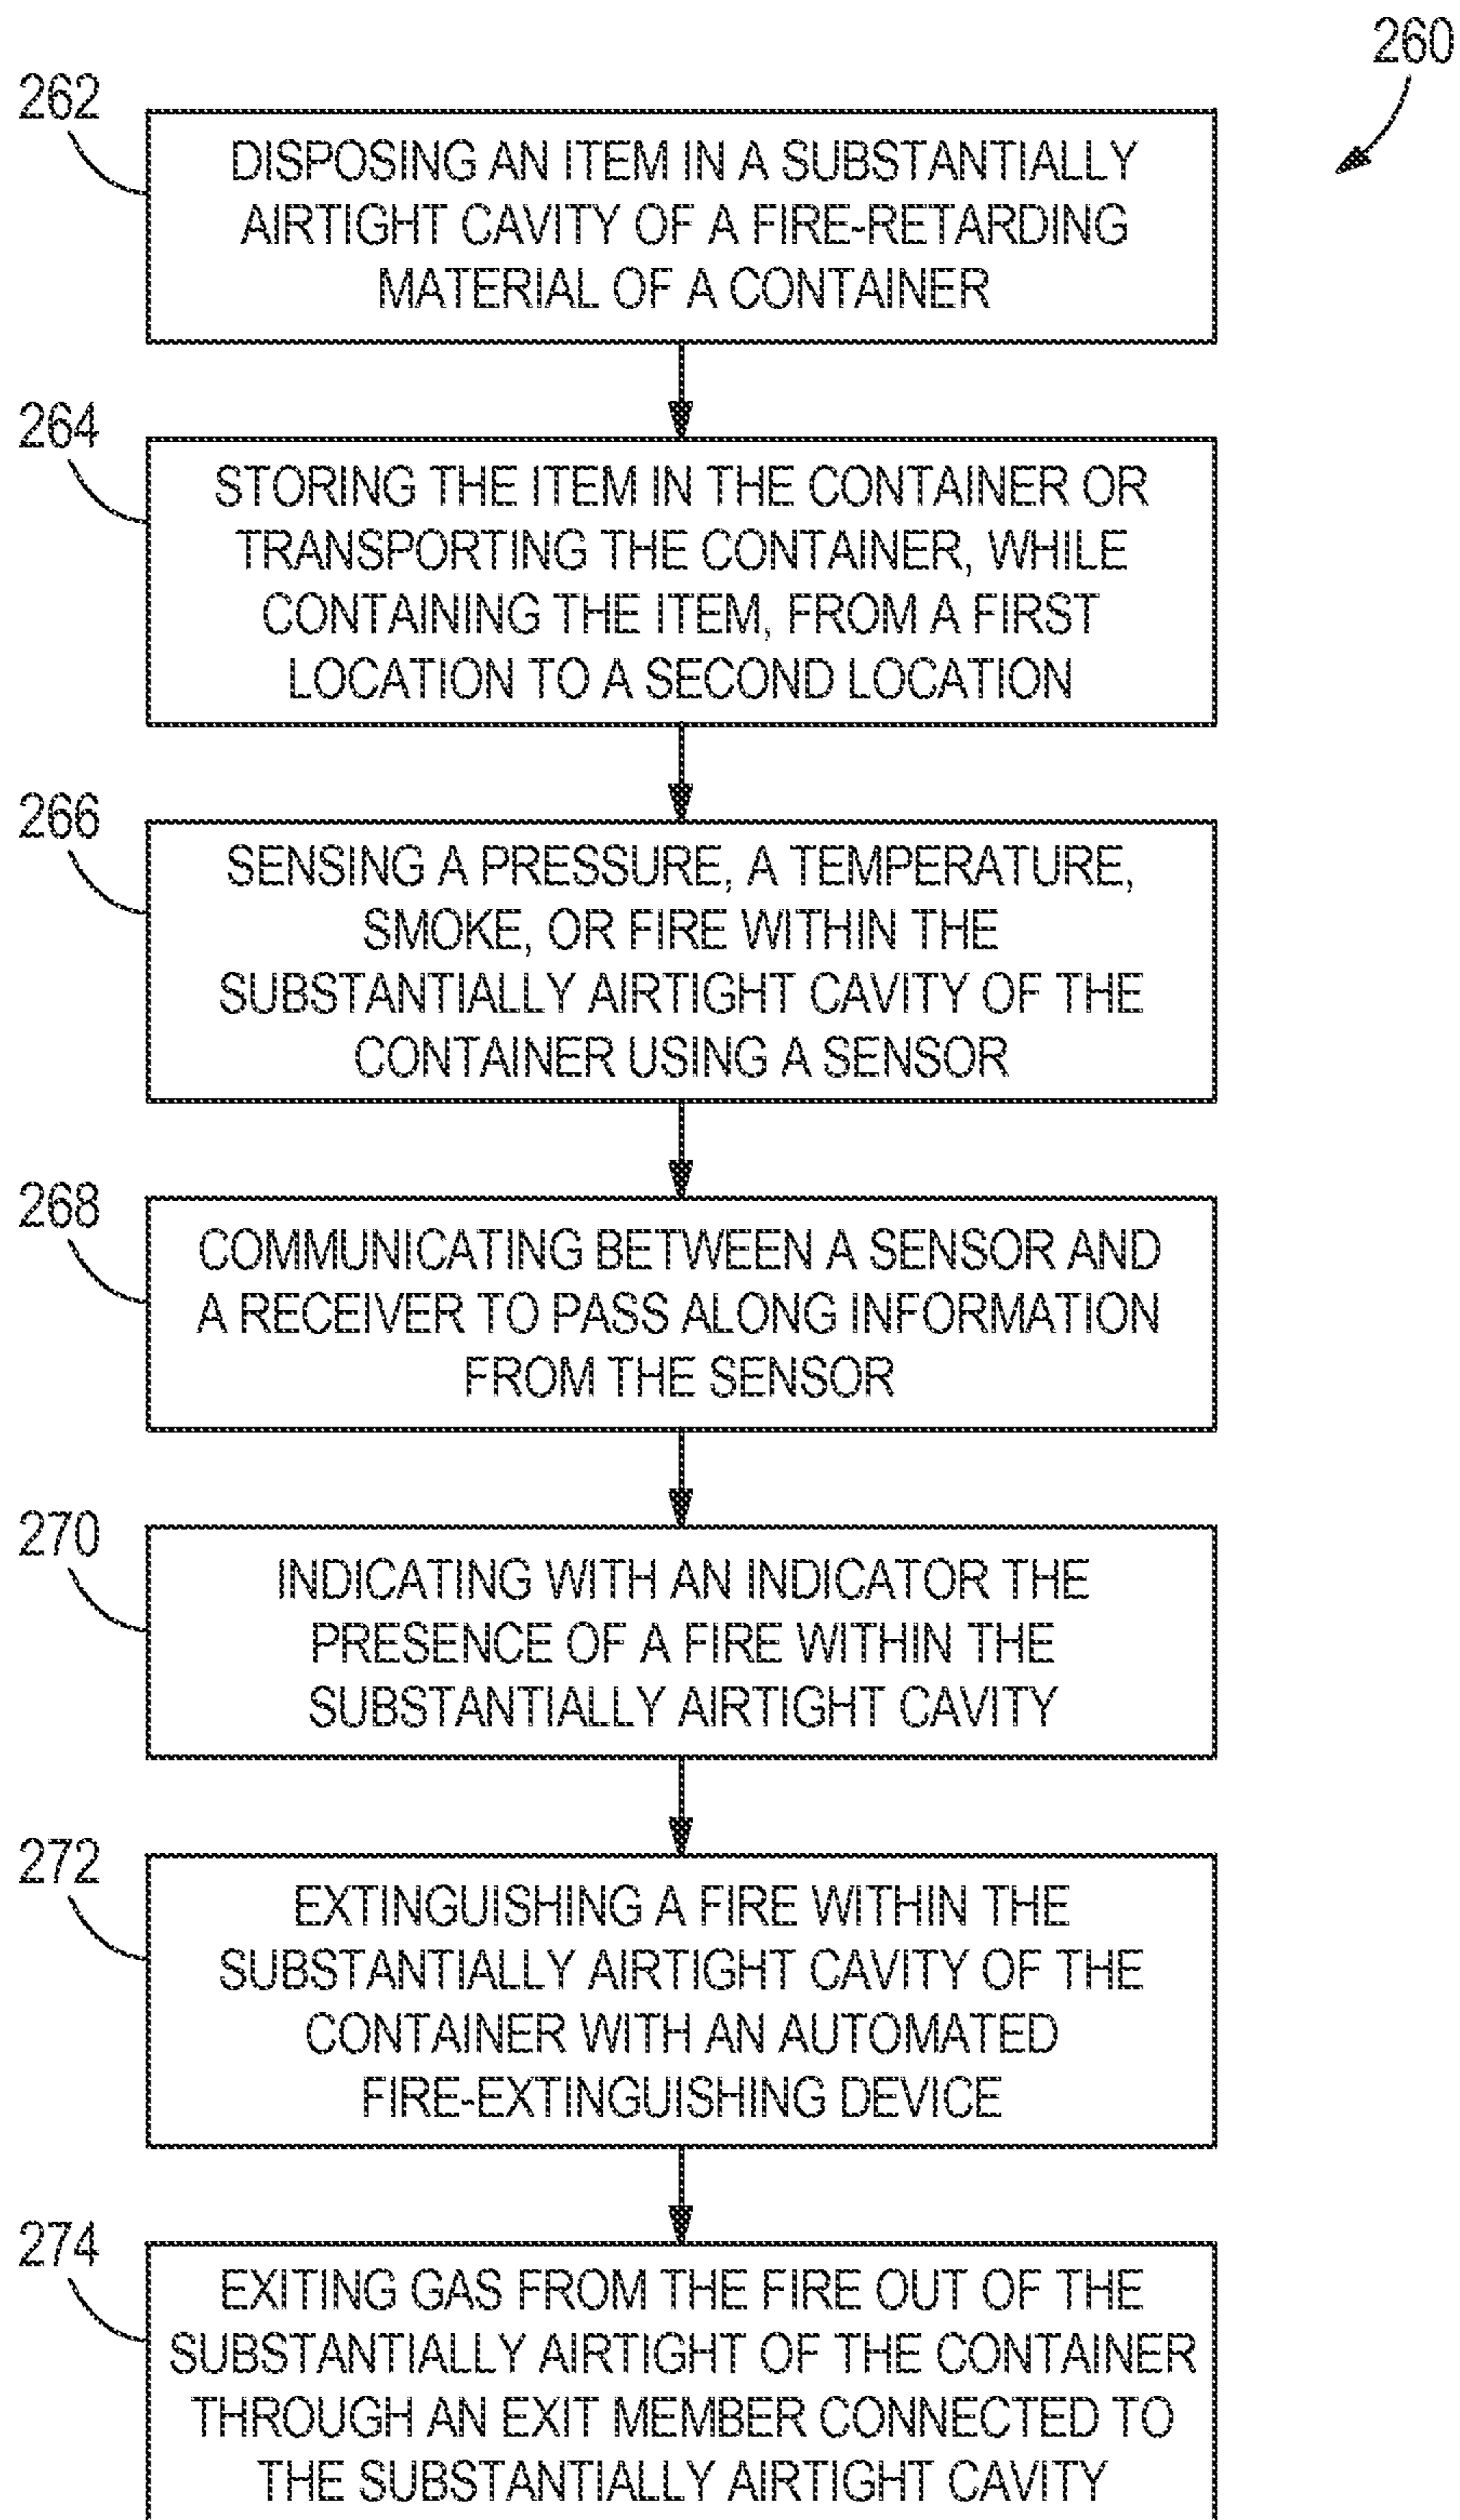 260
262
DISPOSING AN ITEM IN A SUBSTANTIALLY
AIRTIGHT CAVITY OF A FIRE-RETARDING
MATERIAL OF A CONTAINER
264
STORING THE ITEM IN THE CONTAINER OR
TRANSPORTING THE CONTAINER, WHILE
CONTAINING THE ITEM, FROM A FIRST
LOCATION TO A SECOND LOCATION
266
SENSING A PRESSURE, A TEMPERATURE,
SMOKE, OR FIRE WITHIN THE
SUBSTANTIALLY AIRTIGHT CAVITY OF THE
CONTAINER USING A SENSOR
268
COMMUNICATING BETWEEN A SENSOR AND
A RECEIVER TO PASS ALONG INFORMATION
FROM THE SENSOR
270
INDICATING WITH AN INDICATOR THE
PRESENCE OF A FIRE WITHIN THE
SUBSTANTIALLY AIRTIGHT CAVITY
272
EXTINGUISHING A FIRE WITHIN THE
SUBSTANTIALLY AIRTIGHT CAVITY OF THE
CONTAINER WITH AN AUTOMATED
FIRE-EXTINGUISHING DEVICE
274
EXITING GAS FROM THE FIRE OUT OF THE
SUBSTANTIALLY AIRTIGHT OF THE CONTAINER
THROUGH AN EXIT MEMBER CONNECTED TO
THE SUBSTANTIALLY AIRTIGHT CAVITY